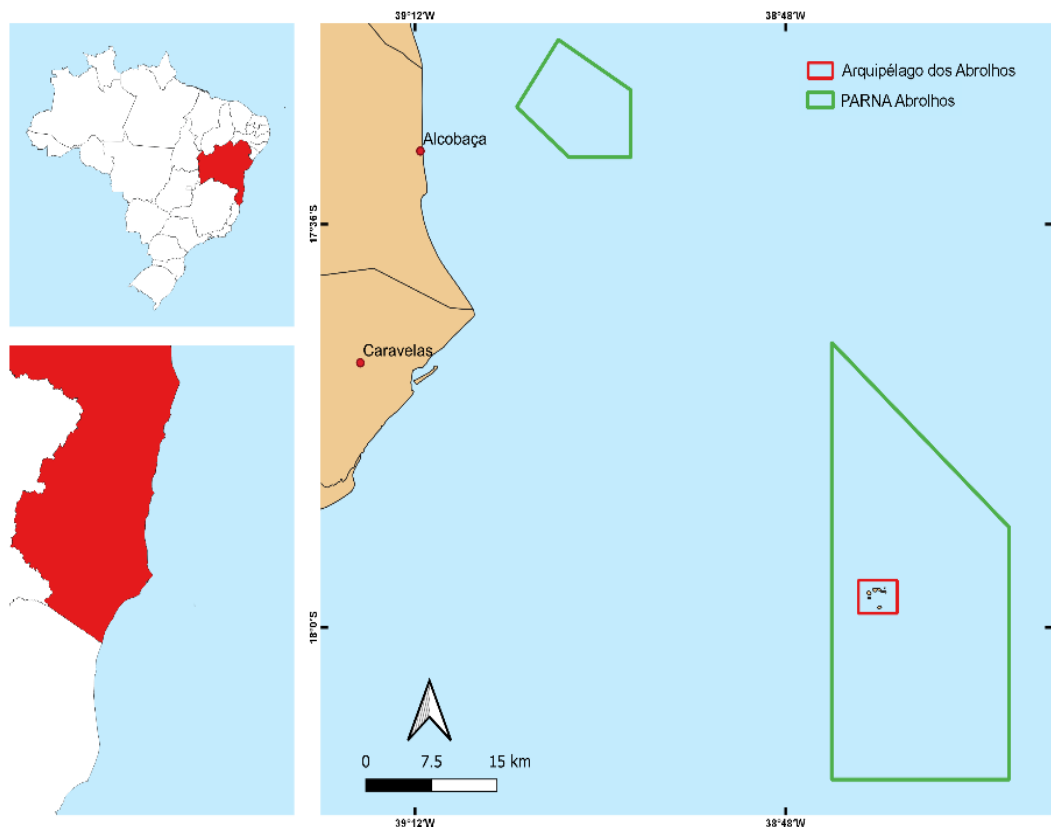 39°12'W
38°48'W
Arquipélago dos Abrolhos
PARNA Abrolhos
Alcobaça
17°36'S
Caravelas
18°0'S
0 7.5 15 km
39°12'W
38°48'W